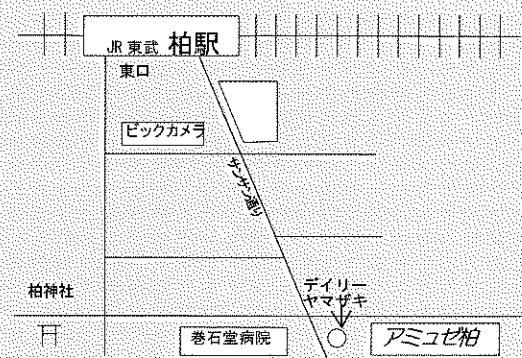 JR 東武 柏駅
東口
ビックカメラ
サンサン通り
柏神社
デイリー
ヤマザキ
巻石堂病院
アミュゼ柏